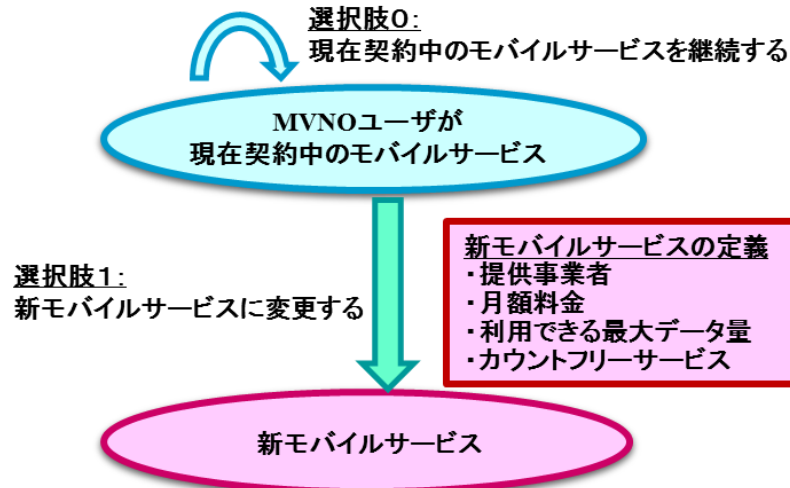 選択肢0:
現在契約中のモバイルサービスを継続する
MVNOユーザが
現在契約中のモバイルサービス
選択肢1:
新モバイルサービスに変更する
新モバイルサービスの定義
・提供事業者
・月額料金
・利用できる最大データ量
・カウントフリーサービス
新モバイルサービス